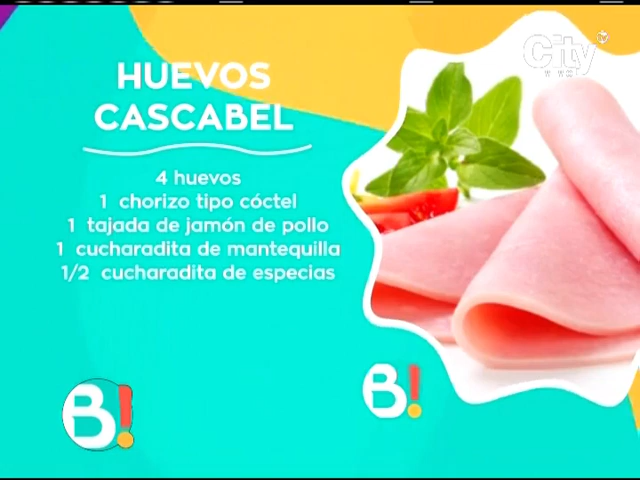 City tv
HUEVOS
CASCABEL
4 huevos
1 chorizo tipo cóctel
1 tajada de jamón de pollo
1 cucharadita de mantequilla
1/2 cucharadita de especias
B!
B!